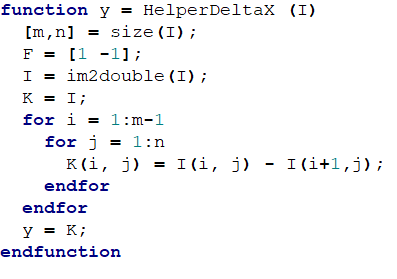 function y = HelperDeltaX (I)
[m,n] = size(I);
F = [1 -1];
I = im2double(I);
K = I;
for i = 1:m-1
for j = 1:n
K(i, j) = I(i, j) - I(i+1,j);
endfor
endfor
y = K;
endfunction